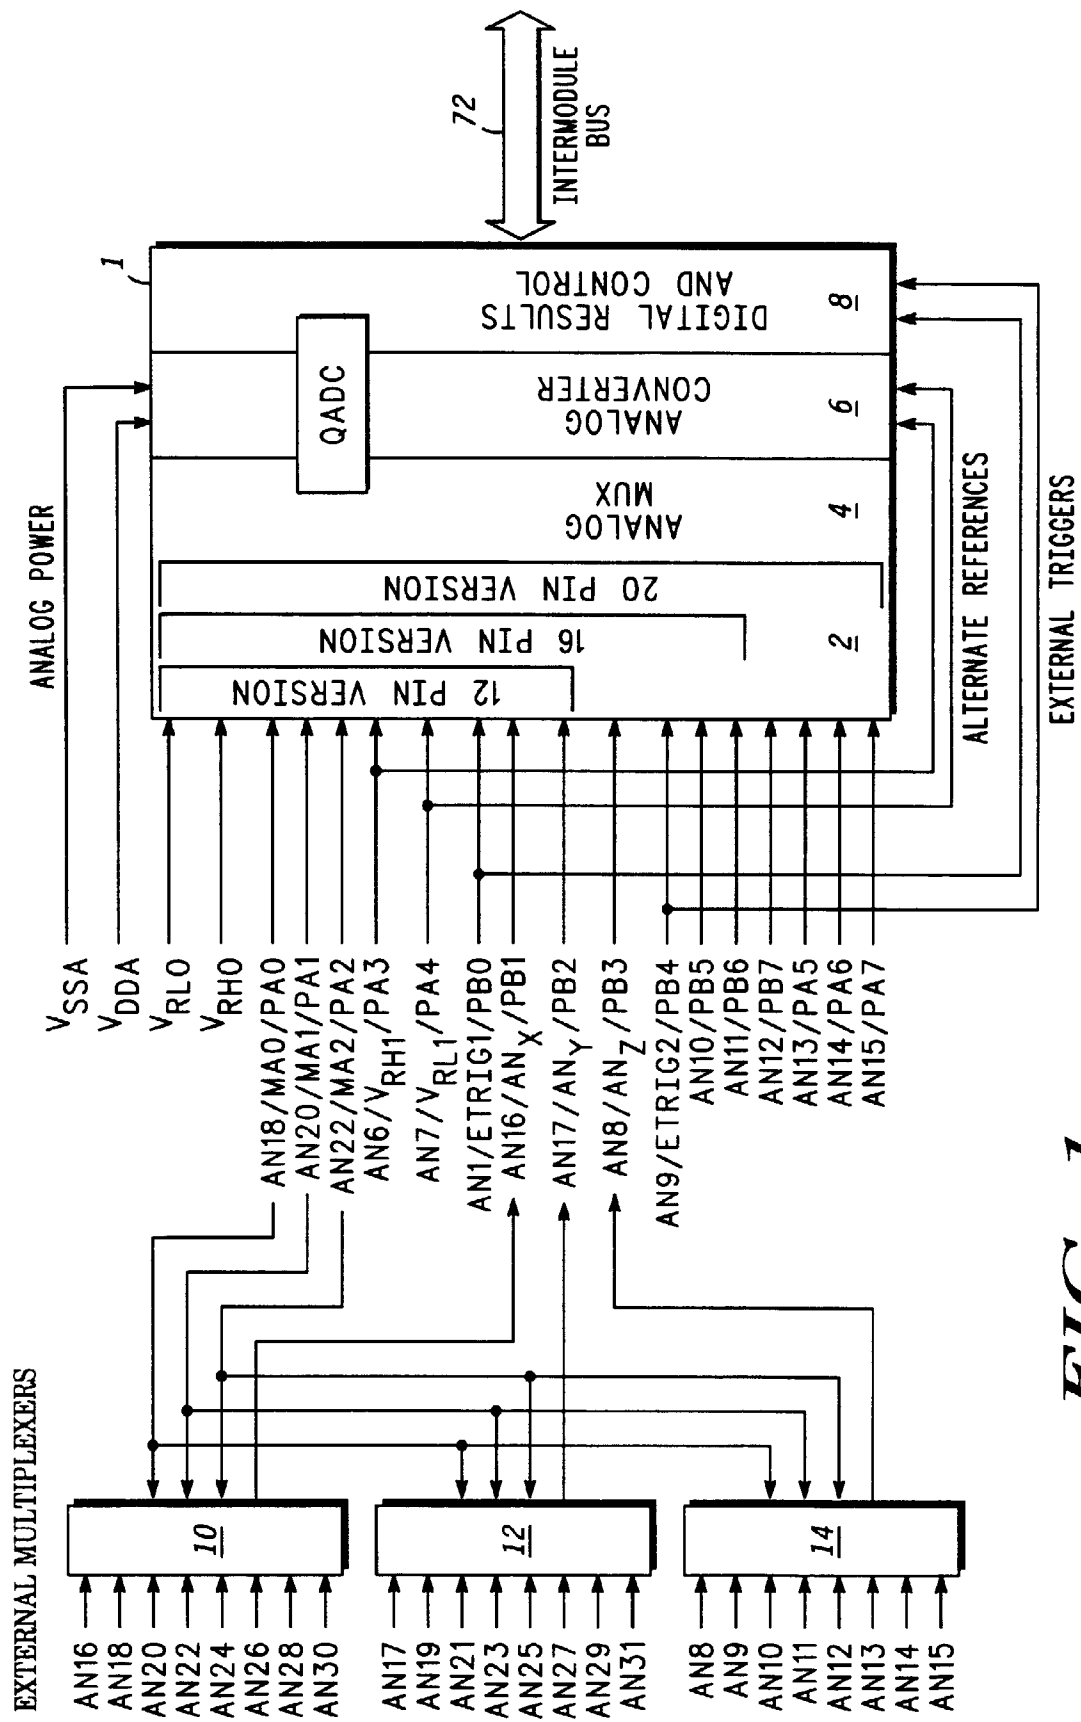 EXTERNAL MULTIPLEXERS
AN16
AN18
AN20
AN22
AN24
AN26
AN28
AN30
10
AN17
AN19
AN21
AN23
AN25
AN27
AN29
AN31
12
AN8
AN9
AN10
AN11
AN12
AN13
AN14
AN15
14
ANALOG POWER
VSSA
VDDA
VRL0
VRH0
AN18/MA0/PA0
AN20/MA1/PA1
AN22/MA2/PA2
AN6/VRH1/PA3
AN7/VRL1/PA4
AN1/ETRIG1/PB0
AN16/ANX/PB1
AN17/ANY/PB2
AN8/ANZ/PB3
AN9/ETRIG2/PB4
AN10/PB5
AN11/PB6
AN12/PB7
AN13/PA5
AN14/PA6
AN15/PA7
12 PIN VERSION
16 PIN VERSION
20 PIN VERSION
2
ANALOG
MUX
4
QADC
ANALOG
CONVERTER
6
DIGITAL RESULTS
AND CONTROL
8
1
72
INTERMODULE
BUS
ALTERNATE REFERENCES
EXTERNAL TRIGGERS
FIG. 1